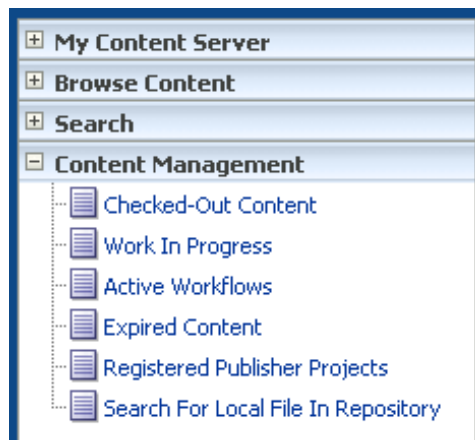 My Content Server
Browse Content
Search
Content Management
Checked-Out Content
Work In Progress
Active Workflows
Expired Content
Registered Publisher Projects
Search For Local File In Repository